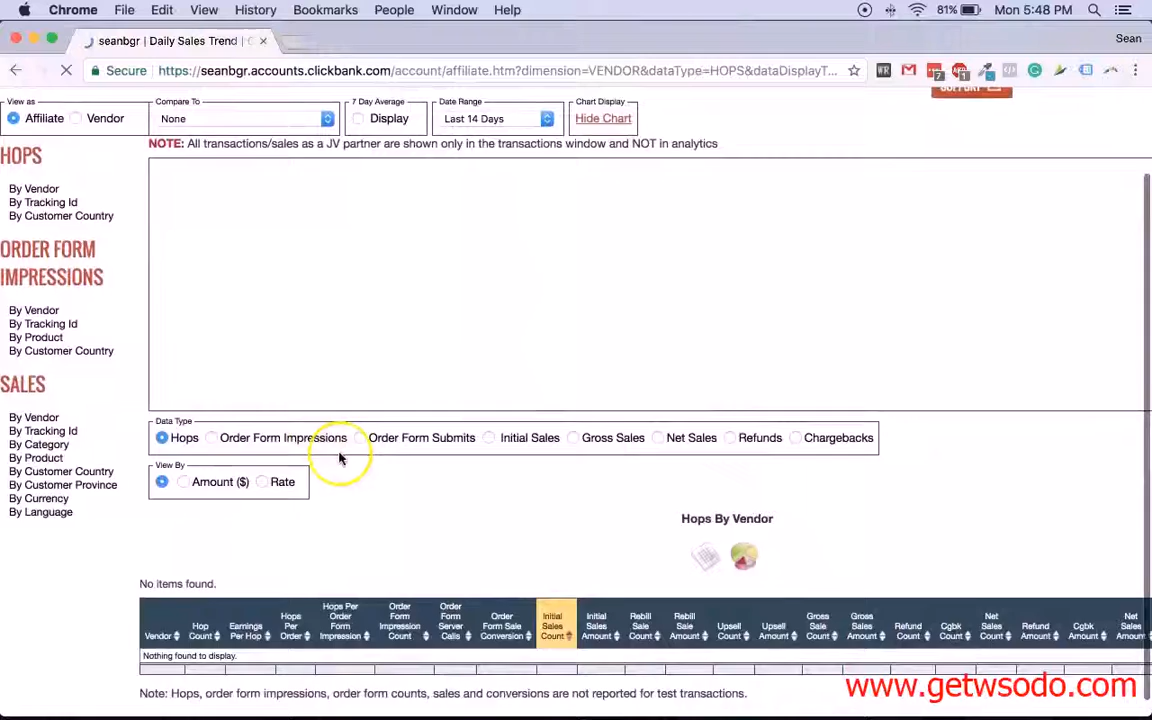 Chrome File Edit View History Bookmarks People Window Help 81% Mon 5:48 PM
seanbgr | Daily Sales Trend | Sean
Secure https://seanbgr.accounts.clickbank.com/account/affiliate.htm?dimension=VENDOR&dataType=HOPS&dataDisplayT...
SUPPORT
View as Compare To 7 Day Average Date Range Chart Display
Affiliate Vendor None Display Last 14 Days Hide Chart
NOTE: All transactions/sales as a JV partner are shown only in the transactions window and NOT in analytics
HOPS
By Vendor
By Tracking Id
By Customer Country
ORDER FORM
IMPRESSIONS
By Vendor
By Tracking Id
By Product
By Customer Country
SALES
By Vendor
By Tracking Id
By Category
By Product
By Customer Country
By Customer Province
By Currency
By Language
Data Type
Hops Order Form Impressions Order Form Submits Initial Sales Gross Sales Net Sales Refunds Chargebacks
View By
Amount ($) Rate
Hops By Vendor
No items found.
Vendor
Hop
Count
Earnings
Per Hop
Hops
Per
Order
Hops Per
Order
Form
Impression
Order
Form
Impression
Count
Order
Form
Server
Calls
Order
Form Sale
Conversion
Initial
Sales
Count
Initial
Sales
Amount
Rebill
Sale
Count
Rebill
Sale
Amount
Upsell
Count
Upsell
Amount
Gross
Sale
Count
Gross
Sales
Amount
Refund
Count
Cgbk
Count
Net
Sales
Count
Refund
Amount
Cgbk
Amount
Net
Sales
Amount
Nothing found to display.
Note: Hops, order form impressions, order form counts, sales and conversions are not reported for test transactions.
www.getwsodo.com